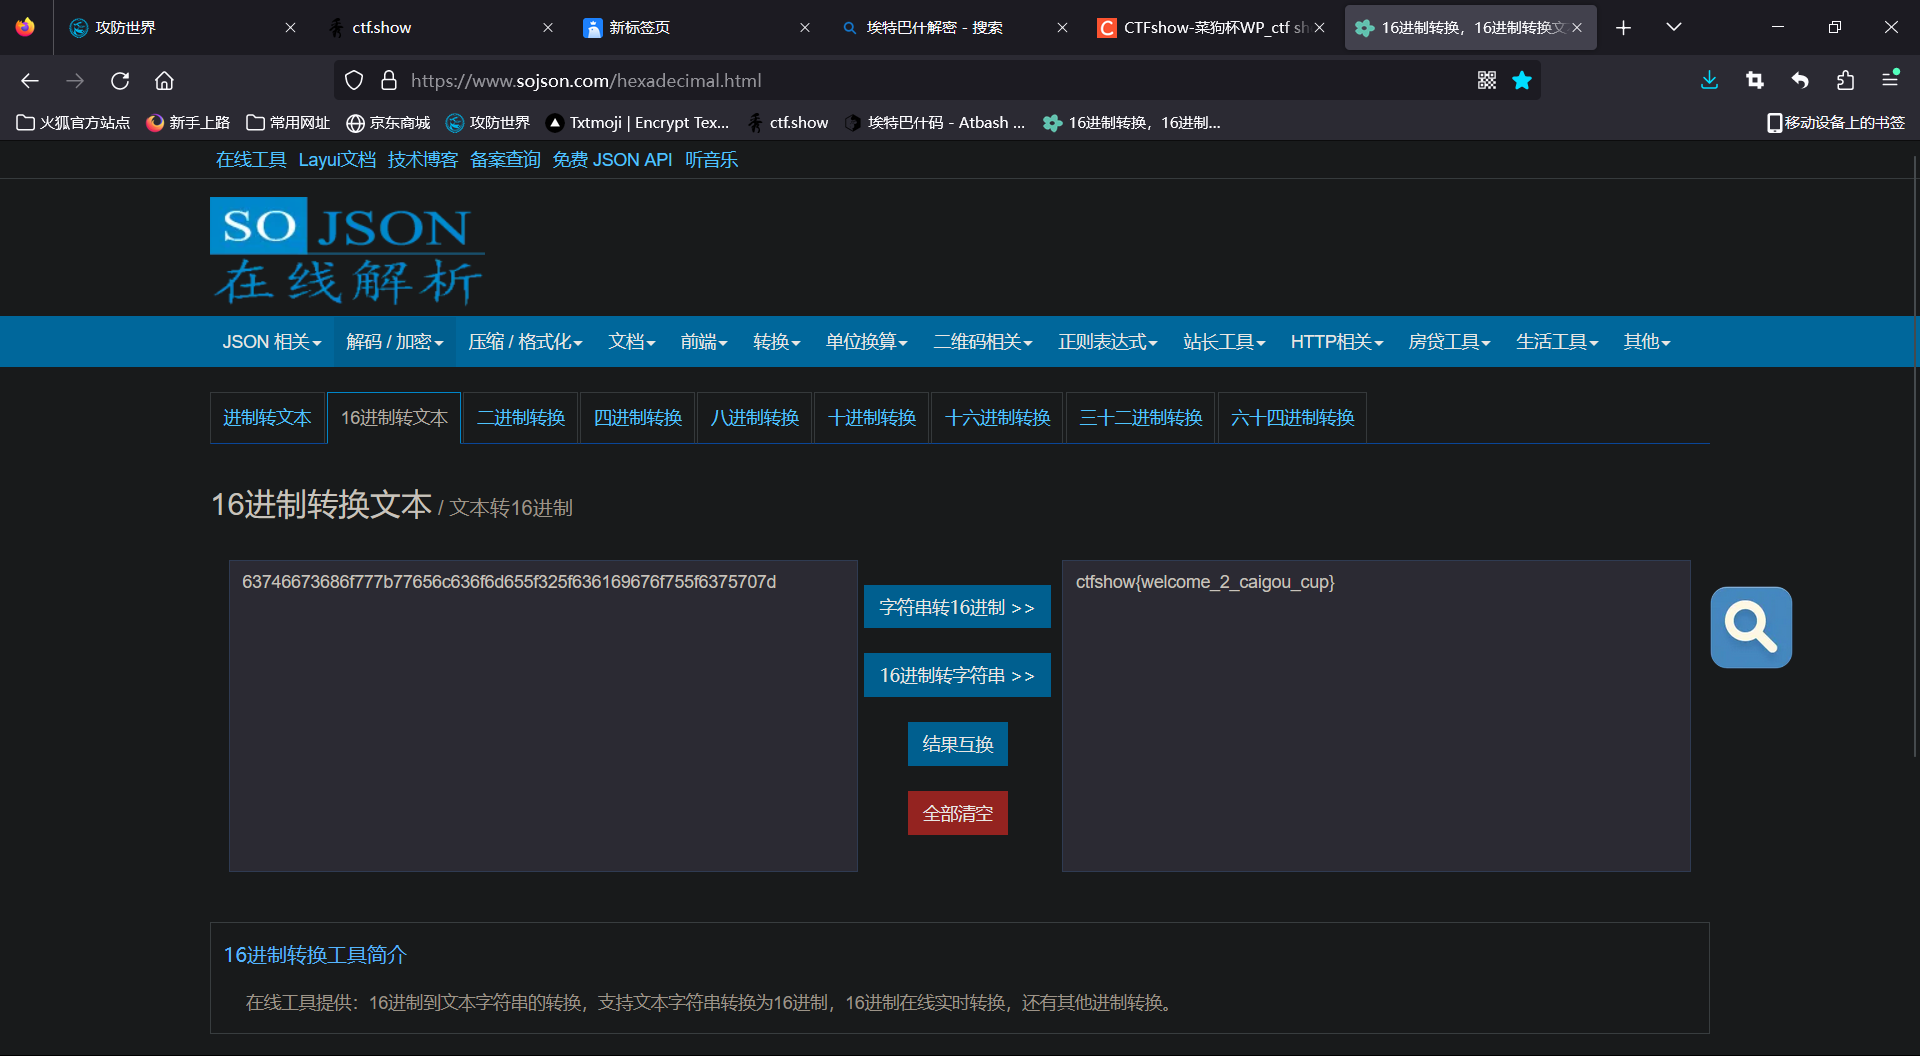 攻防世界
ctf.show
新标签页
埃特巴什解密 - 搜索
CTFshow-菜狗杯WP_ctf sh
16进制转换，16进制转换文
https://www.sojson.com/hexadecimal.html
火狐官方站点
新手上路
常用网址
京东商城
攻防世界
Txtmoji | Encrypt Tex...
ctf.show
埃特巴什码 - Atbash ...
16进制转换，16进制...
移动设备上的书签
在线工具 Layui文档 技术博客 备案查询 免费 JSON API 听音乐
SO JSON
在线解析
JSON 相关 解码 / 加密 压缩 / 格式化 文档 前端 转换 单位换算 二维码相关 正则表达式 站长工具 HTTP相关 房贷工具 生活工具 其他
进制转文本 16进制转文本 二进制转换 四进制转换 八进制转换 十进制转换 十六进制转换 三十二进制转换 六十四进制转换
16进制转换文本 / 文本转16进制
63746673686f777b77656c636f6d655f325f636169676f755f6375707d
字符串转16进制 >>
16进制转字符串 >>
结果互换
全部清空
ctfshow{welcome_2_caigou_cup}
16进制转换工具简介
在线工具提供：16进制到文本字符串的转换，支持文本字符串转换为16进制，16进制在线实时转换，还有其他进制转换。